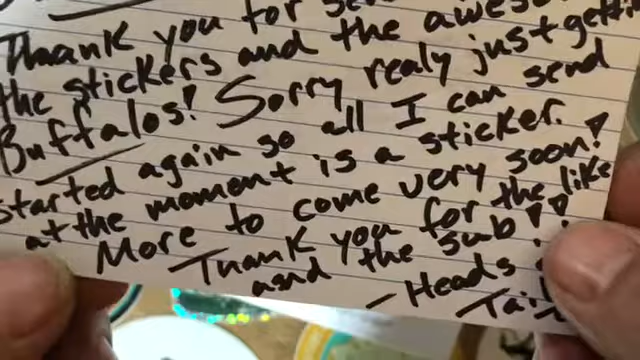 Thank you for
the stickers and the
Buffalos! Sorry realy just
started again so all I can send
at the moment is a sticker.
More to come very soon!
Thank you for the like
and the sub!!
- Heads